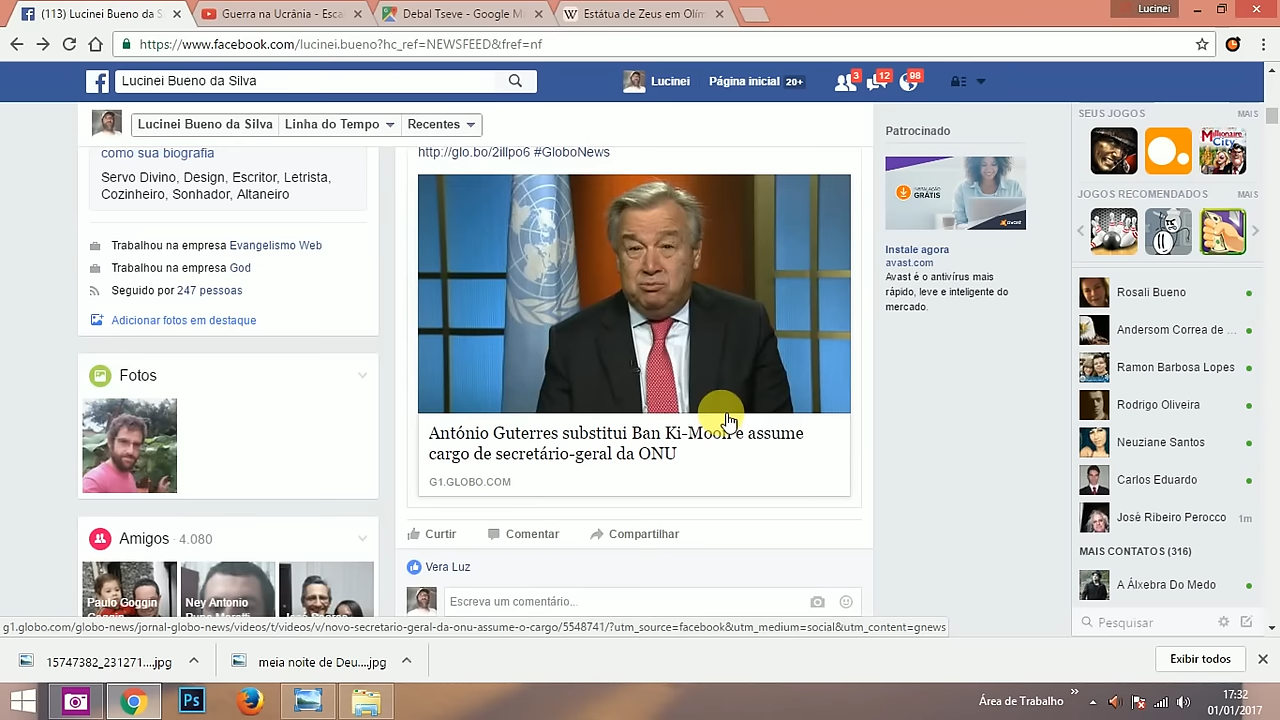 (113) Lucinei Bueno da S
Guerra na Ucrânia - Esca
Debal Tseve - Google M
Estátua de Zeus em Olím
Lucinei
https://www.facebook.com/lucinei.bueno?hc_ref=NEWSFEED&fref=nf
Lucinei Bueno da Silva
Lucinei
Página inicial 20+
3
12
98
Lucinei Bueno da Silva
Linha do Tempo
Recentes
como sua biografia
Servo Divino, Design, Escritor, Letrista,
Cozinheiro, Sonhador, Altaneiro
Trabalhou na empresa Evangelismo Web
Trabalhou na empresa God
Seguido por 247 pessoas
Adicionar fotos em destaque
Fotos
Amigos · 4.080
Paulo Goggin
Ney Antonio
http://glo.bo/2illpo6 #GloboNews
António Guterres substitui Ban Ki-Moon e assume
cargo de secretário-geral da ONU
G1.GLOBO.COM
Curtir
Comentar
Compartilhar
Vera Luz
Escreva um comentário...
Patrocinado
INSTALAÇÃO
GRÁTIS
avast
Instale agora
avast.com
Avast é o antivírus mais
rápido, leve e inteligente do
mercado.
SEUS JOGOS
MAIS
Millionaire
City
JOGOS RECOMENDADOS
MAIS
Rosali Bueno
Andersom Correa de ...
Ramon Barbosa Lopes
Rodrigo Oliveira
Neuziane Santos
Carlos Eduardo
José Ribeiro Perocco 1m
MAIS CONTATOS (316)
A Álxebra Do Medo
Pesquisar
g1.globo.com/globo-news/jornal-globo-news/videos/t/videos/v/novo-secretario-geral-da-onu-assume-o-cargo/5548741/?utm_source=facebook&utm_medium=social&utm_content=gnews
15747382_231271....jpg
meia noite de Deu....jpg
Exibir todos
Ps
Área de Trabalho
17:32
01/01/2017